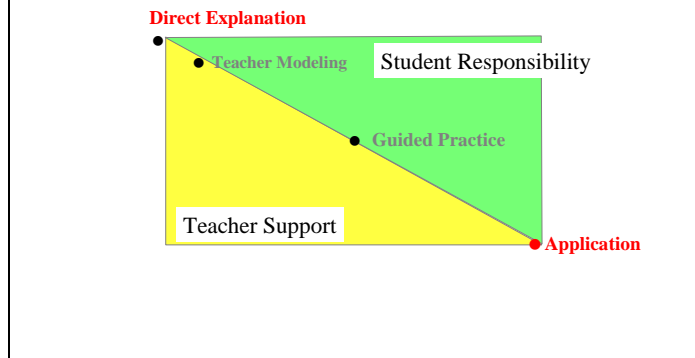 Direct Explanation
Teacher Modeling
Student Responsibility
Guided Practice
Teacher Support
Application